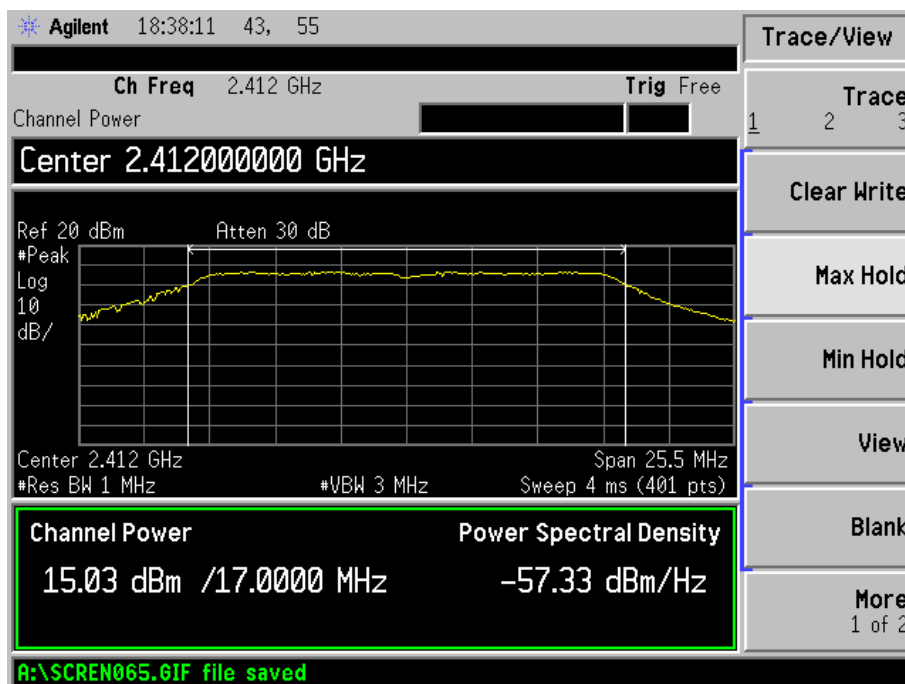 Agilent 18:38:11 43, 55
Trace/View
Ch Freq 2.412 GHz Trig Free
Channel Power
Trace
1 2 3
Center 2.412000000 GHz
Clear Write
Ref 20 dBm Atten 30 dB
#Peak
Log
10
dB/
Max Hold
Min Hold
View
Center 2.412 GHz Span 25.5 MHz
#Res BW 1 MHz #VBW 3 MHz Sweep 4 ms (401 pts)
Blank
Channel Power Power Spectral Density
15.03 dBm /17.0000 MHz -57.33 dBm/Hz
More
1 of 2
A:\SCREN065.GIF file saved